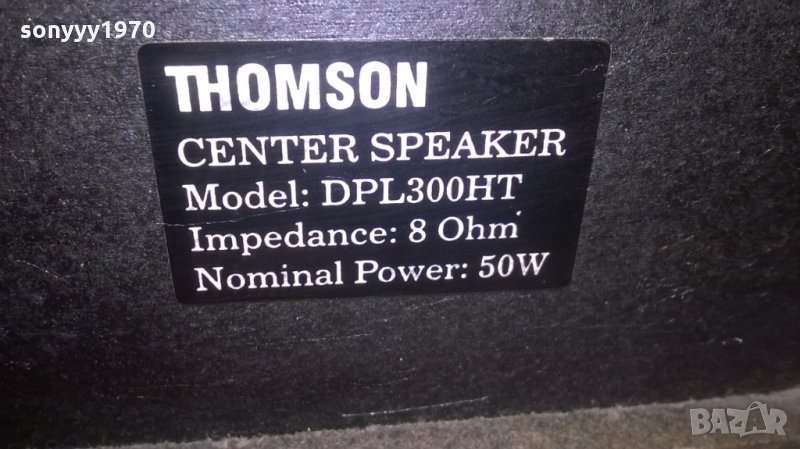 sonyyy1970
THOMSON
CENTER SPEAKER
Model: DPL300HT
Impedance: 8 Ohm
Nominal Power: 50W
BAZAR